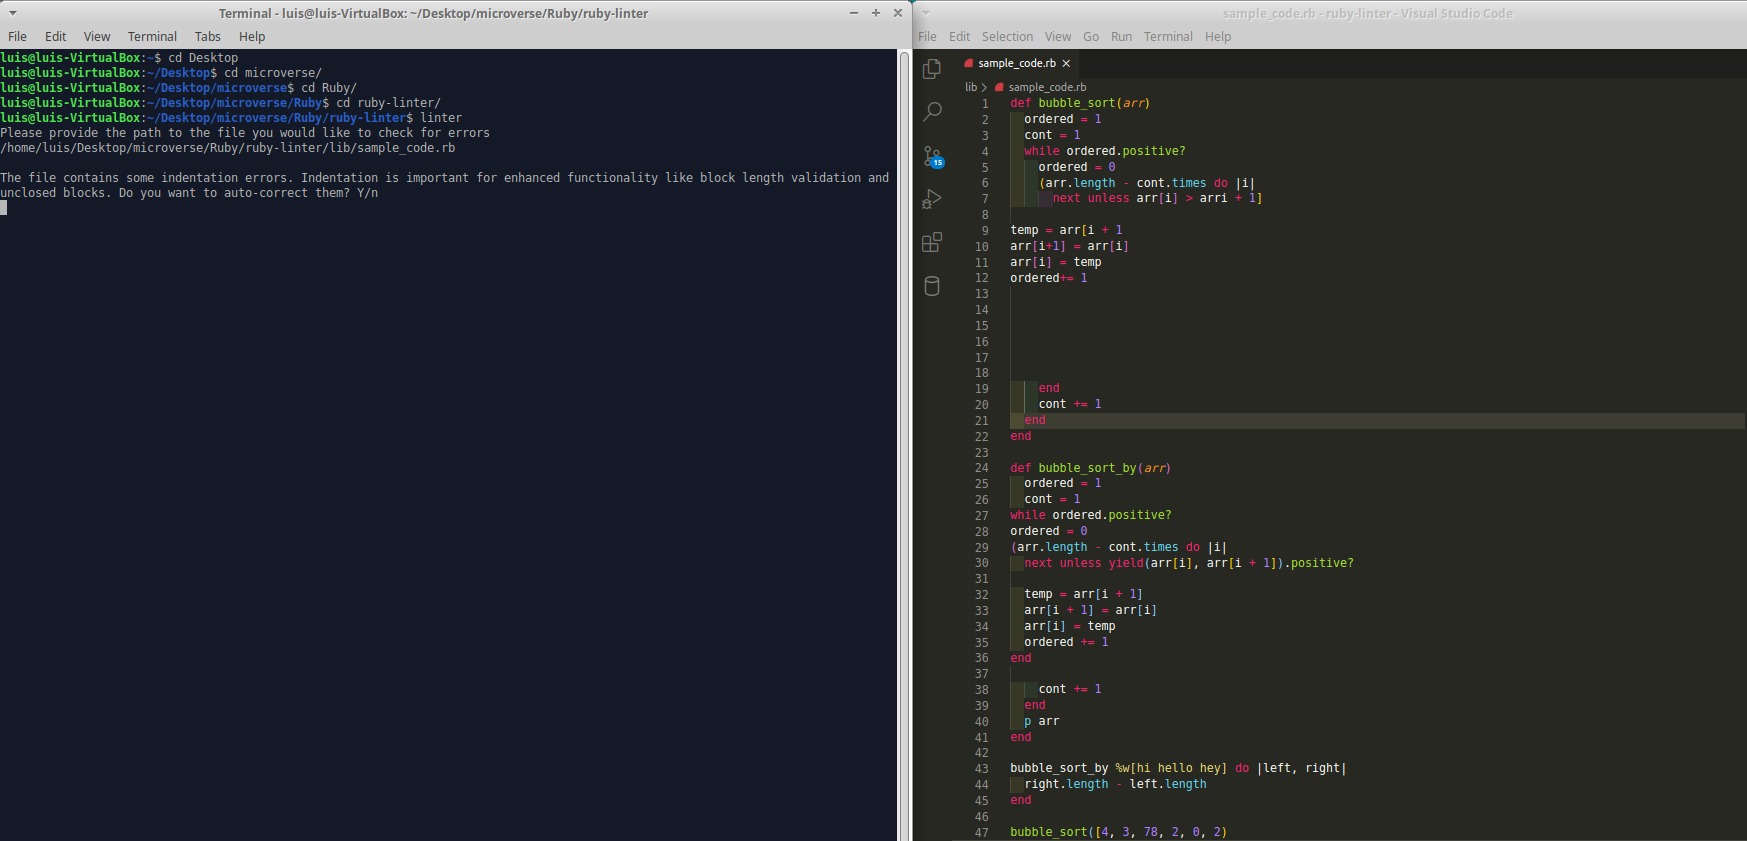 Terminal - luis@luis-VirtualBox: ~/Desktop/microverse/Ruby/ruby-linter
File Edit View Terminal Tabs Help
luis@luis-VirtualBox:~$ cd Desktop
luis@luis-VirtualBox:~/Desktop$ cd microverse/
luis@luis-VirtualBox:~/Desktop/microverse$ cd Ruby/
luis@luis-VirtualBox:~/Desktop/microverse/Ruby$ cd ruby-linter/
luis@luis-VirtualBox:~/Desktop/microverse/Ruby/ruby-linter$ linter
Please provide the path to the file you would like to check for errors
/home/luis/Desktop/microverse/Ruby/ruby-linter/lib/sample_code.rb
The file contains some indentation errors. Indentation is important for enhanced functionality like block length validation and
unclosed blocks. Do you want to auto-correct them? Y/n
sample_code.rb - ruby-linter - Visual Studio Code
File Edit Selection View Go Run Terminal Help
sample_code.rb
lib > sample_code.rb
15
1 def bubble_sort(arr)
2 ordered = 1
3 cont = 1
4 while ordered.positive?
5 ordered = 0
6 (arr.length - cont.times do |i|
7 next unless arr[i] > arri + 1]
8
9 temp = arr[i + 1
10 arr[i+1] = arr[i]
11 arr[i] = temp
12 ordered+= 1
13
14
15
16
17
18
19 end
20 cont += 1
21 end
22 end
23
24 def bubble_sort_by(arr)
25 ordered = 1
26 cont = 1
27 while ordered.positive?
28 ordered = 0
29 (arr.length - cont.times do |i|
30 next unless yield(arr[i], arr[i + 1]).positive?
31
32 temp = arr[i + 1]
33 arr[i + 1] = arr[i]
34 arr[i] = temp
35 ordered += 1
36 end
37
38 cont += 1
39 end
40 p arr
41 end
42
43 bubble_sort_by %w[hi hello hey] do |left, right|
44 right.length - left.length
45 end
46
47 bubble_sort([4, 3, 78, 2, 0, 2)